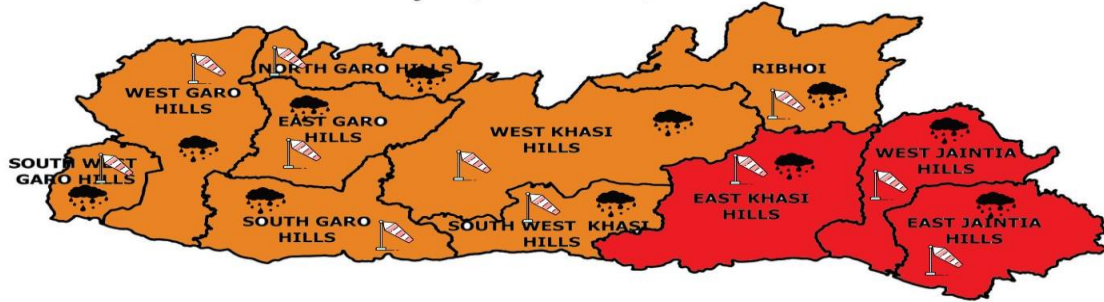 NORTH GARO HILLS
RIBHOI
WEST GARO
HILLS
EAST GARO
HILLS
WEST KHASI
HILLS
SOUTH WEST
GARO HILLS
WEST JAINTIA
HILLS
EAST KHASI
HILLS
SOUTH GARO
HILLS
SOUTH WEST KHASI
HILLS
EAST JAINTIA
HILLS